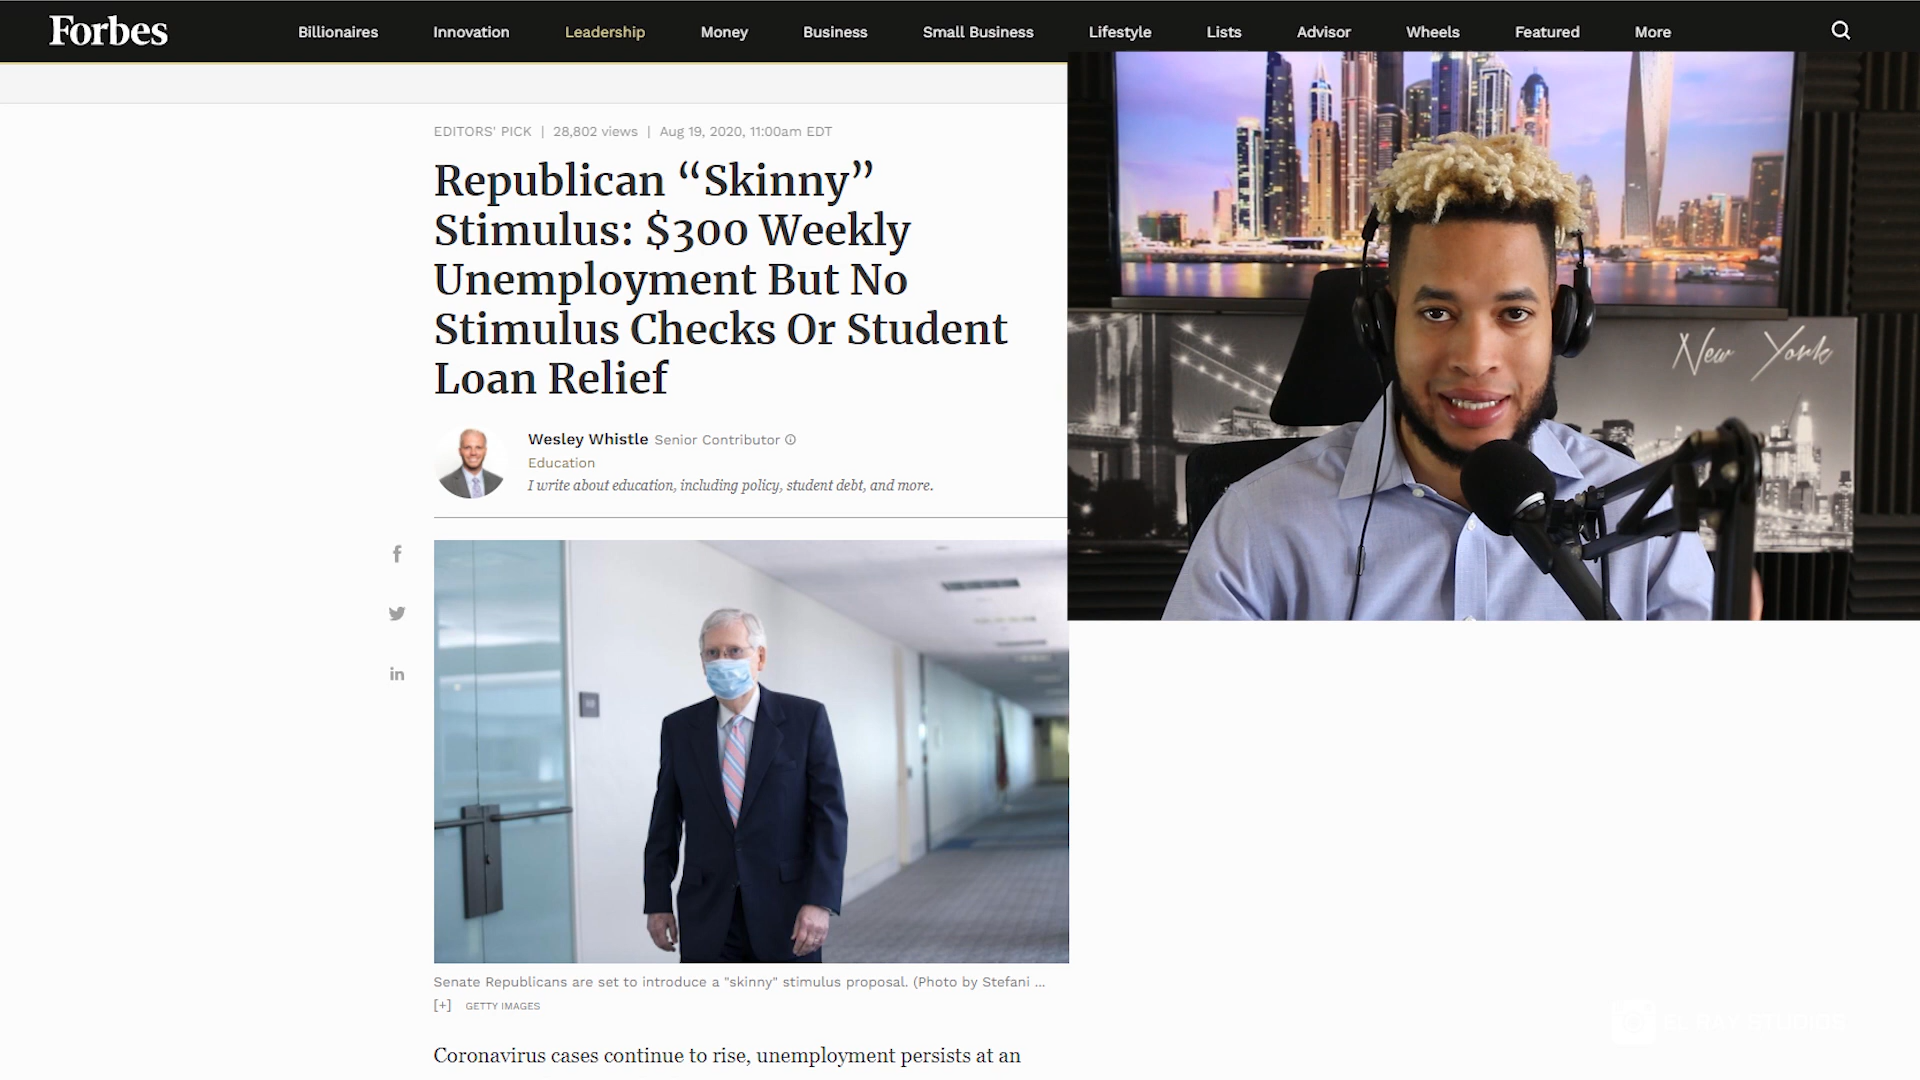 Forbes
Billionaires Innovation Leadership Money Business Small Business Lifestyle Lists Advisor Wheels Featured More
EDITORS' PICK | 28,802 views | Aug 19, 2020, 11:00am EDT
Republican “Skinny”
Stimulus: $300 Weekly
Unemployment But No
Stimulus Checks Or Student
Loan Relief
Wesley Whistle Senior Contributor
Education
I write about education, including policy, student debt, and more.
New York
Senate Republicans are set to introduce a "skinny" stimulus proposal. (Photo by Stefani ...
[+] GETTY IMAGES
Coronavirus cases continue to rise, unemployment persists at an